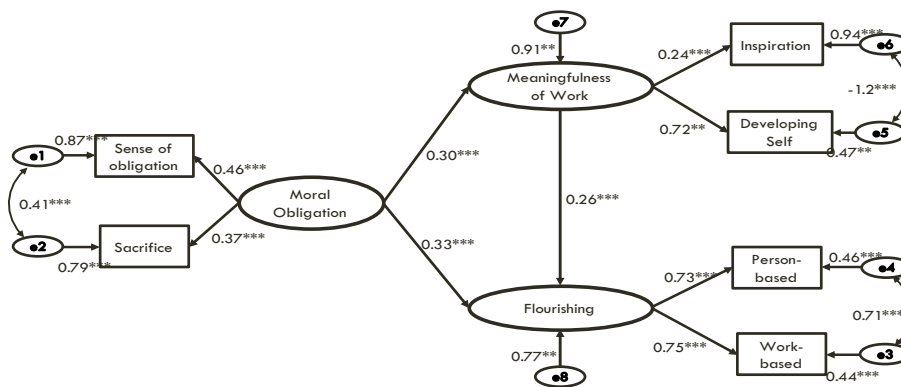 e7
0.91**
Meaningfulness
of Work
0.24***
Inspiration
0.94***
e6
-1.2***
0.72**
Developing
Self
e5
0.47**
0.87***
e1
Sense of
obligation
0.46***
0.41***
e2
0.79***
Sacrifice
0.37***
Moral
Obligation
0.30***
0.26***
0.33***
Flourishing
0.77**
e8
0.73***
Person-
based
0.46***
e4
0.71***
0.75***
Work-
based
e3
0.44***